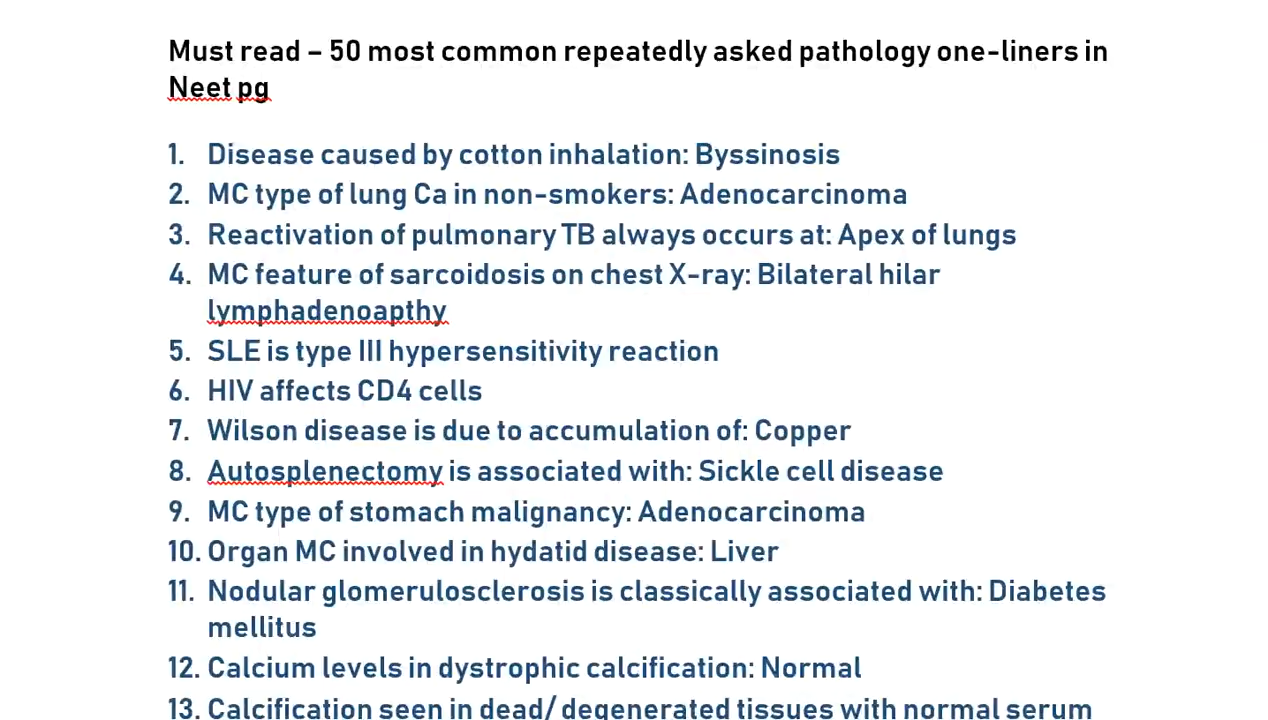 Must read – 50 most common repeatedly asked pathology one-liners in
Neet pg
1. Disease caused by cotton inhalation: Byssinosis
2. MC type of lung Ca in non-smokers: Adenocarcinoma
3. Reactivation of pulmonary TB always occurs at: Apex of lungs
4. MC feature of sarcoidosis on chest X-ray: Bilateral hilar
lymphadenoapthy
5. SLE is type III hypersensitivity reaction
6. HIV affects CD4 cells
7. Wilson disease is due to accumulation of: Copper
8. Autosplenectomy is associated with: Sickle cell disease
9. MC type of stomach malignancy: Adenocarcinoma
10. Organ MC involved in hydatid disease: Liver
11. Nodular glomerulosclerosis is classically associated with: Diabetes
mellitus
12. Calcium levels in dystrophic calcification: Normal
13. Calcification seen in dead/ degenerated tissues with normal serum